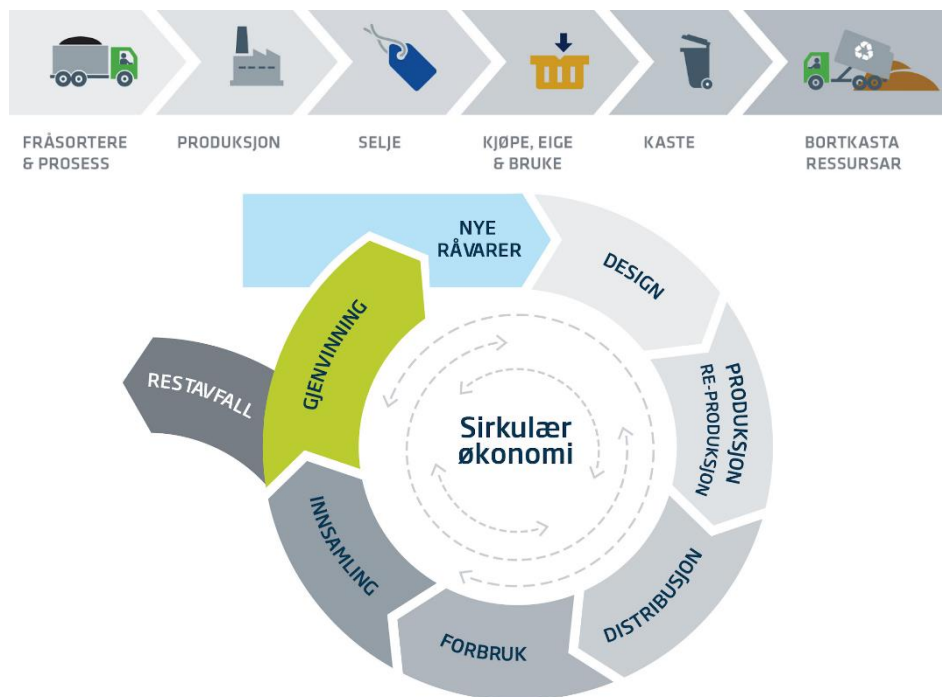 FRÅSORTERE
& PROSESS
PRODUKSJON
SELJE
KJØPE, EIGE
& BRUKE
KASTE
BORTKASTA
RESSURSAR
NYE
RÅVARER
DESIGN
PRODUKSJON
RE-PRODUKSJON
DISTRIBUSJON
FORBRUK
INNSAMLING
GJENVINNING
RESTAVFALL
Sirkulær
økonomi